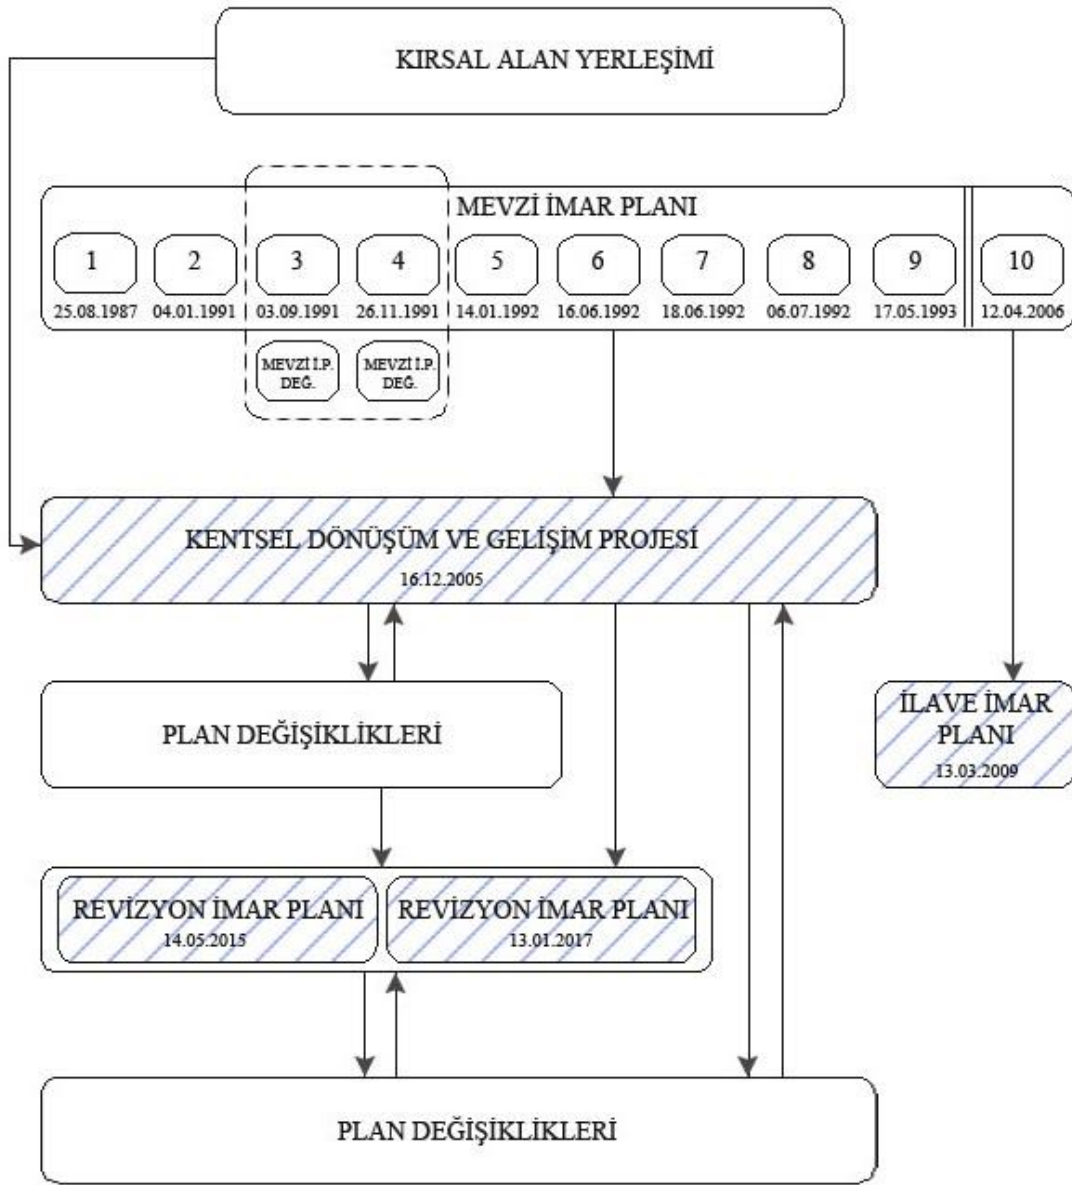 KIRSAL ALAN YERLEŞİMİ
MEVZİ İMAR PLANI
1 2 3 4 5 6 7 8 9 10
25.08.1987 04.01.1991 03.09.1991 26.11.1991 14.01.1992 16.06.1992 18.06.1992 06.07.1992 17.05.1993 12.04.2006
MEVZİ İ.P. MEVZİ İ.P.
DEĞ. DEĞ.
KENTSEL DÖNÜŞÜM VE GELİŞİM PROJESİ
16.12.2005
PLAN DEĞİŞİKLİKLERİ
İLAVE İMAR
PLANI
13.03.2009
REVİZYON İMAR PLANI REVİZYON İMAR PLANI
14.05.2015 13.01.2017
PLAN DEĞİŞİKLİKLERİ